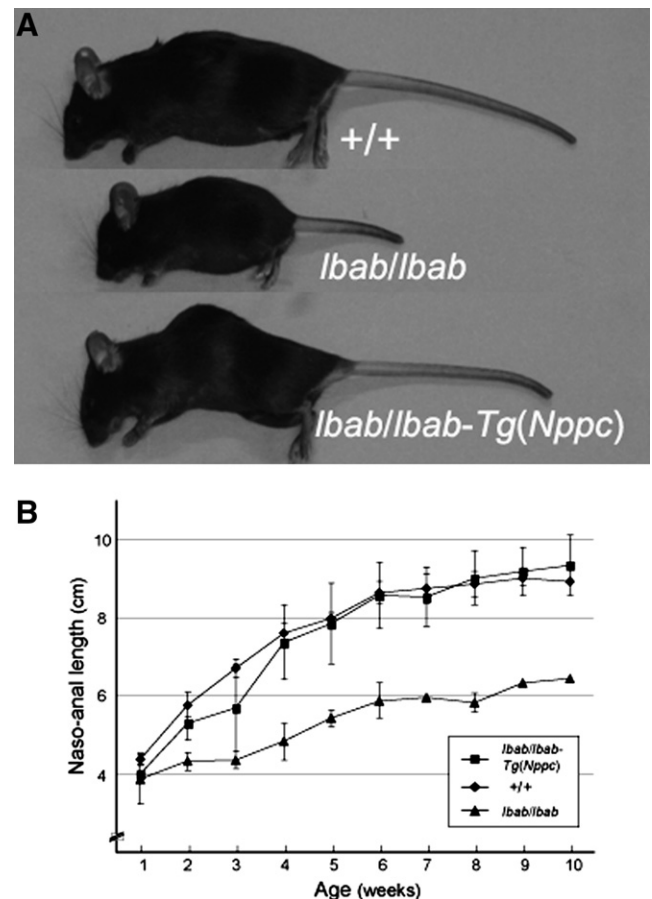 A
+/+
lbab/lbab
lbab/lbab-Tg(Nppc)
B
Naso-anal length (cm)
10
8
6
4
lbab/lbab-
Tg(Nppc)
+/+
lbab/lbab
1 2 3 4 5 6 7 8 9 10
Age (weeks)